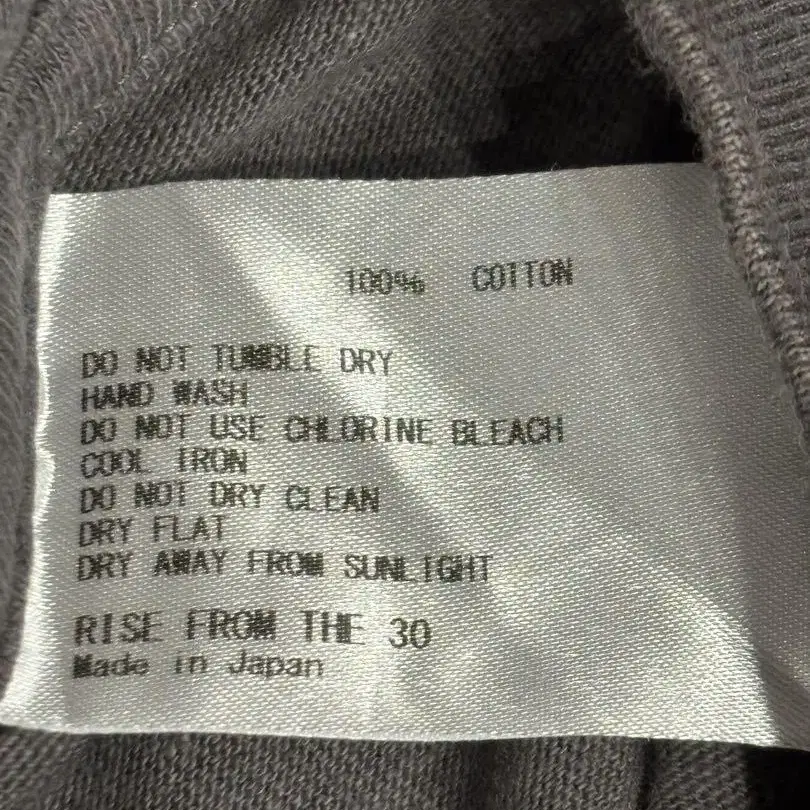 100% COTTON
DO NOT TUMBLE DRY
HAND WASH
DO NOT USE CHLORINE BLEACH
COOL IRON
DO NOT DRY CLEAN
DRY FLAT
DRY AWAY FROM SUNLIGHT
RISE FROM THE 30
Made in Japan